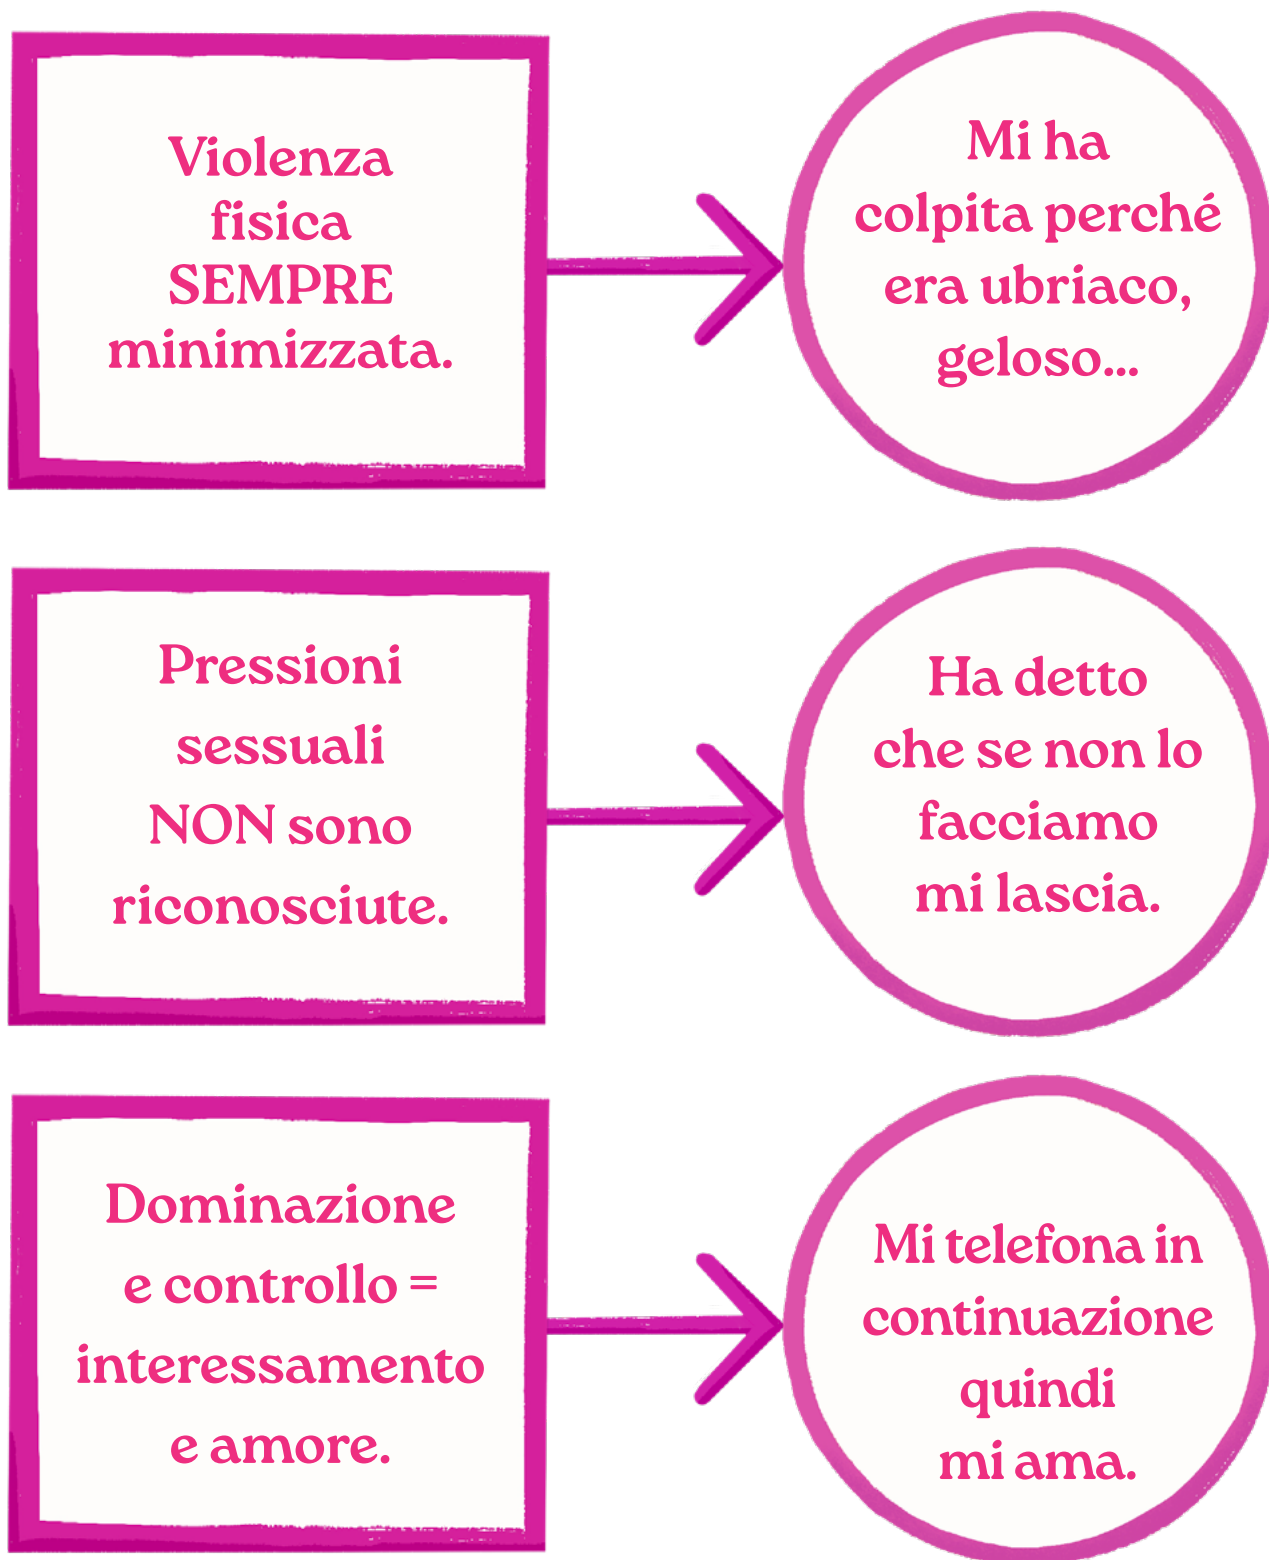 Violenza
fisica
SEMPRE
minimizzata.
Mi ha
colpita perché
era ubriaco,
geloso...
Pressioni
sessuali
NON sono
riconosciute.
Ha detto
che se non lo
facciamo
mi lascia.
Dominazione
e controllo =
interessamento
e amore.
Mi telefona in
continuazione
quindi
mi ama.